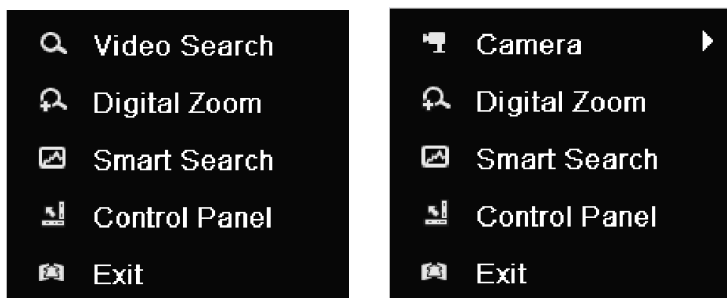 Video Search
Digital Zoom
Smart Search
Control Panel
Exit
Camera
Digital Zoom
Smart Search
Control Panel
Exit